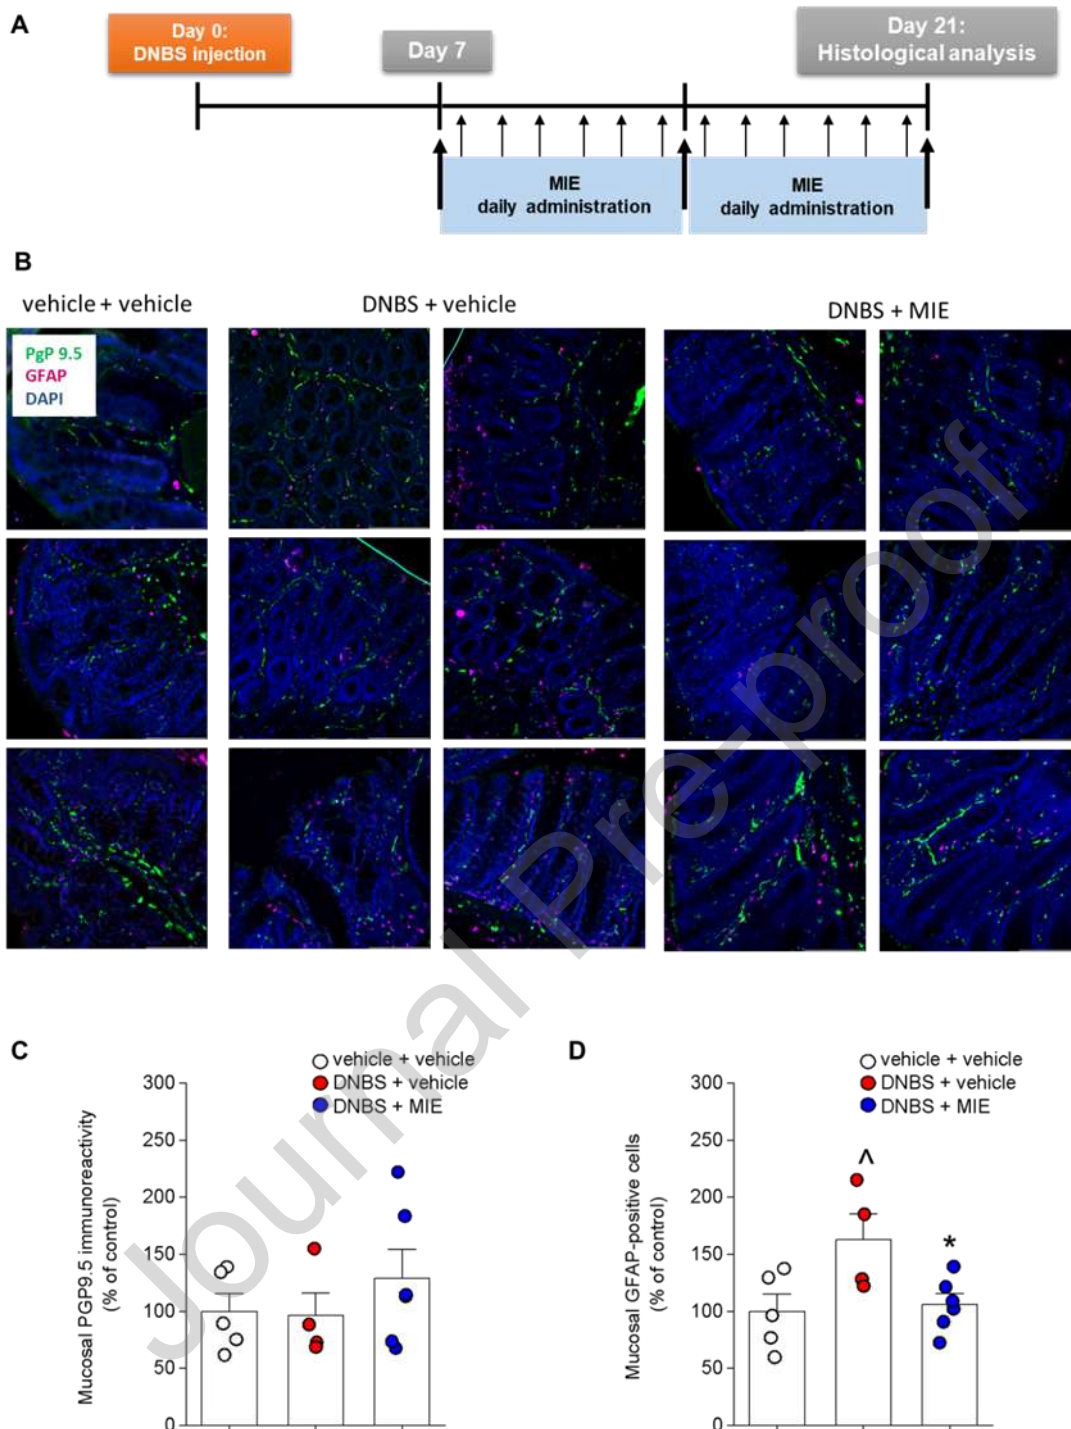 A
Day 0:
DNBS injection
Day 7
Day 21:
Histological analysis
MIE
daily administration
MIE
daily administration
B
vehicle + vehicle
DNBS + vehicle
DNBS + MIE
PgP 9.5
GFAP
DAPI
Journal Pre-proof
C
vehicle + vehicle
DNBS + vehicle
DNBS + MIE
Mucosal PGP9.5 immunoreactivity
(% of control)
300
250
200
150
100
50
0
D
vehicle + vehicle
DNBS + vehicle
DNBS + MIE
Mucosal GFAP-positive cells
(% of control)
300
250
200
150
100
50
0
^
*